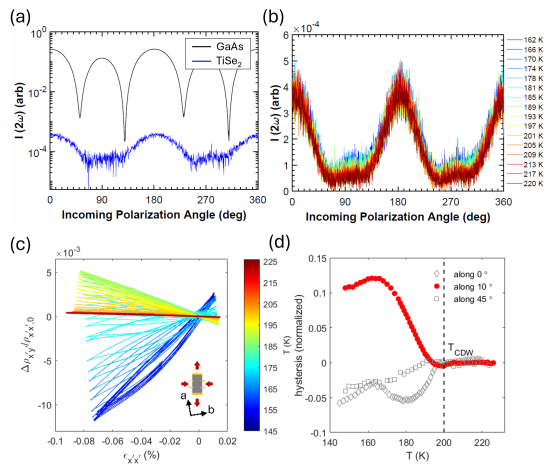 (a)
10⁰
GaAs
TiSe₂
10⁻²
10⁻⁴
I (2ω) (arb)
0 90 180 270 360
Incoming Polarization Angle (deg)
(b)
6 ×10⁻⁴
5
4
3
2
1
0
I (2ω) (arb)
0 90 180 270 360
Incoming Polarization Angle (deg)
162 K
166 K
170 K
174 K
178 K
181 K
185 K
189 K
193 K
197 K
201 K
205 K
209 K
213 K
217 K
220 K
(c)
×10⁻³
5
0
-5
-10
Δρx'y'/ρx'x',0
-0.1 -0.08 -0.06 -0.04 -0.02 0 0.02
ϵx'x' (%)
a
b
225
215
205
195
185
175
165
155
145
T (K)
(d)
0.15
0.10
0.05
0
-0.05
-0.1
hystensis (normalized)
along 0 °
along 10 °
along 45 °
TCDW
140 160 180 200 220
T (K)